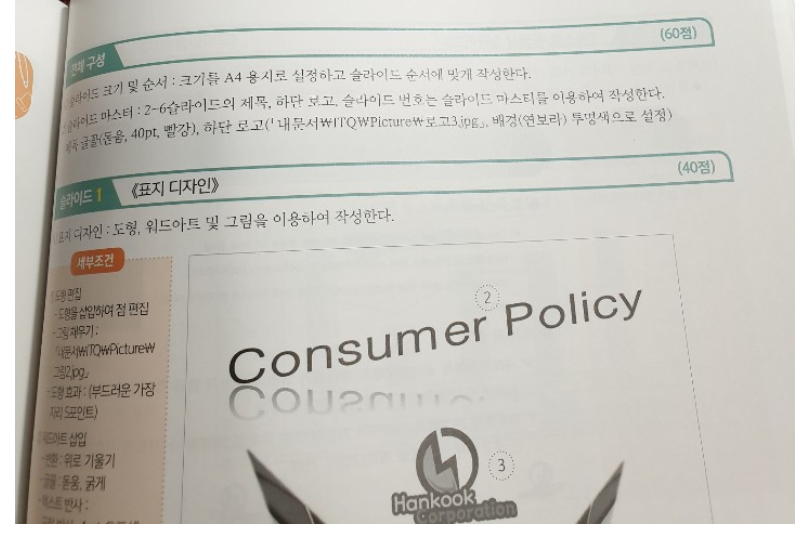 전체 구성 (60점)
슬라이드 크기 및 순서 : 크기를 A4 용지로 설정하고 슬라이드 순서에 맞게 작성한다.
슬라이드 마스터 : 2~6슬라이드의 제목, 하단 로고, 슬라이드 번호는 슬라이드 마스터를 이용하여 작성한다.
제목 글꼴(돋움, 40pt, 빨강), 하단 로고(「내문서₩ITQ₩Picture₩로고3.jpg」, 배경(연보라) 투명색으로 설정)
슬라이드 1 《표지 디자인》 (40점)
표지 디자인 : 도형, 워드아트 및 그림을 이용하여 작성한다.
세부조건
도형 편집
- 도형을 삽입하여 점 편집
- 그림 채우기 :
「내문서₩ITQ₩Picture₩
그림2.jpg」
- 도형 효과 : (부드러운 가장
자리 5포인트)
워드아트 삽입
- 변환 : 위로 기울기
- 글꼴 : 돋움, 굵게
- 텍스트 반사 :
2
Consumer Policy
3
Hankook
Corporation